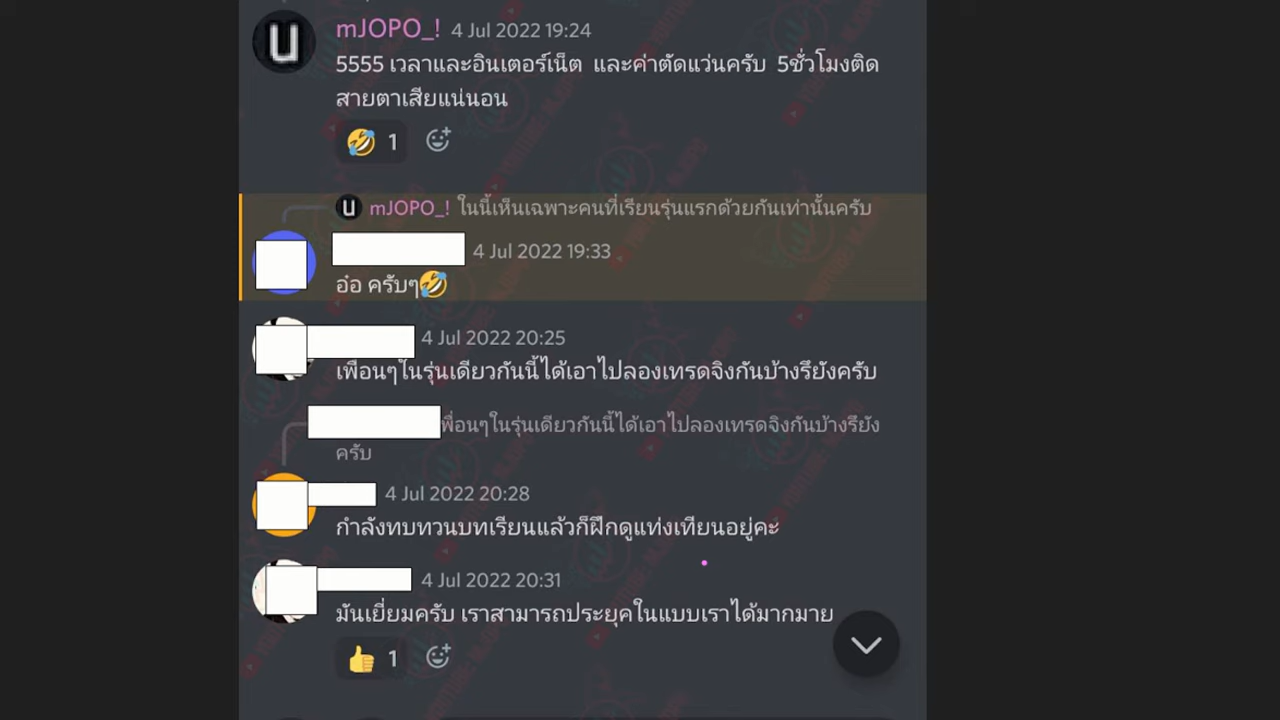 mJOPO_! 4 Jul 2022 19:24
5555 เวลาและอินเตอร์เน็ต และค่าตัดแว่นครับ 5ชั่วโมงติด
สายตาเสียแน่นอน
🤣 1
U mJOPO_! ในนี้เห็นเฉพาะคนที่เรียนรุ่นแรกด้วยกันเท่านั้นครับ
4 Jul 2022 19:33
อ๋อ ครับๆ🤣
4 Jul 2022 20:25
เพื่อนๆในรุ่นเดียวกันนี้ได้เอาไปลองเทรดจิงกันบ้างรึยังครับ
พื่อนๆในรุ่นเดียวกันนี้ได้เอาไปลองเทรดจิงกันบ้างรึยัง
ครับ
4 Jul 2022 20:28
กำลังทบทวนบทเรียนแล้วก็ฝึกดูแท่งเทียนอยู่คะ
4 Jul 2022 20:31
มันเยี่ยมครับ เราสามารถประยุคในแบบเราได้มากมาย
👍 1